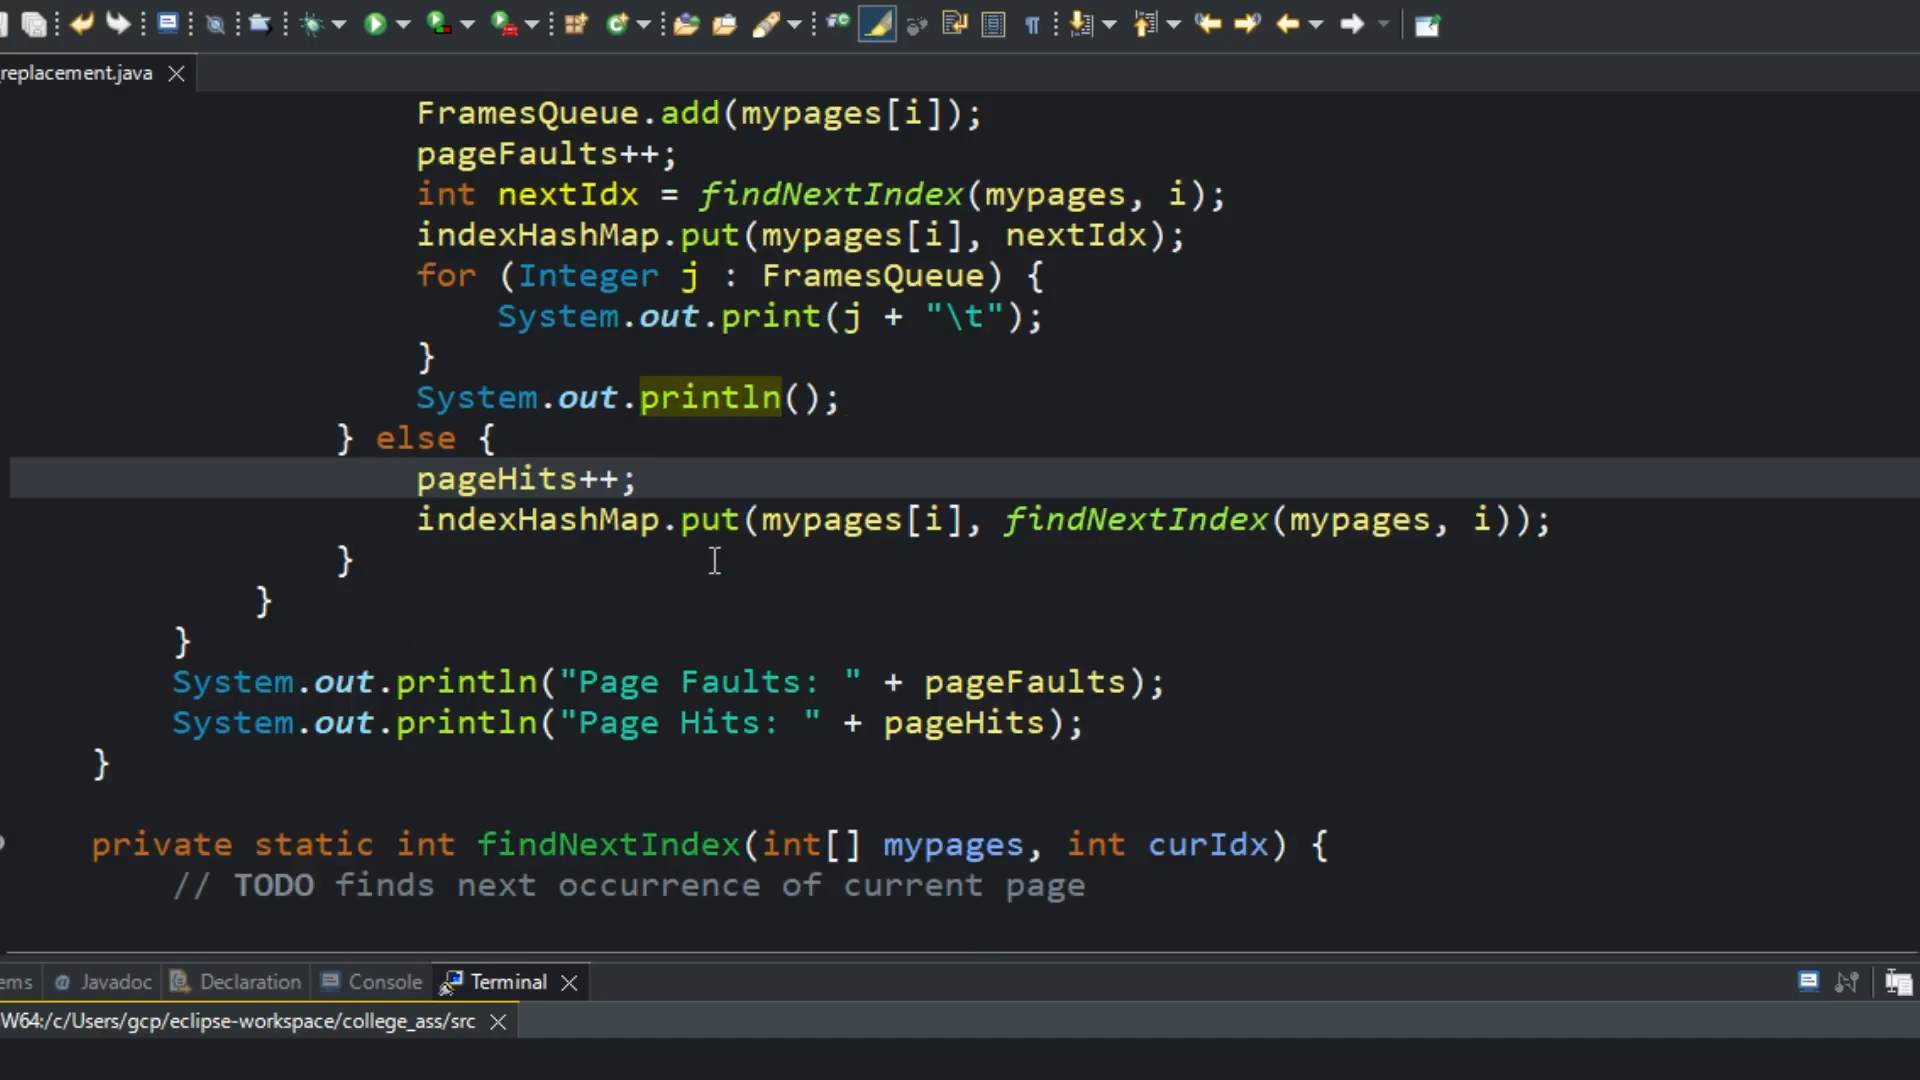 replacement.java
FramesQueue.add(mypages[i]);
pageFaults++;
int nextIdx = findNextIndex(mypages, i);
indexHashMap.put(mypages[i], nextIdx);
for (Integer j : FramesQueue) {
System.out.print(j + "\t");
}
System.out.println();
} else {
pageHits++;
indexHashMap.put(mypages[i], findNextIndex(mypages, i));
}
}
}
System.out.println("Page Faults: " + pageFaults);
System.out.println("Page Hits: " + pageHits);
}
private static int findNextIndex(int[] mypages, int curIdx) {
// TODO finds next occurrence of current page
ems @ Javadoc Declaration Console Terminal
W64:/c/Users/gcp/eclipse-workspace/college_ass/src